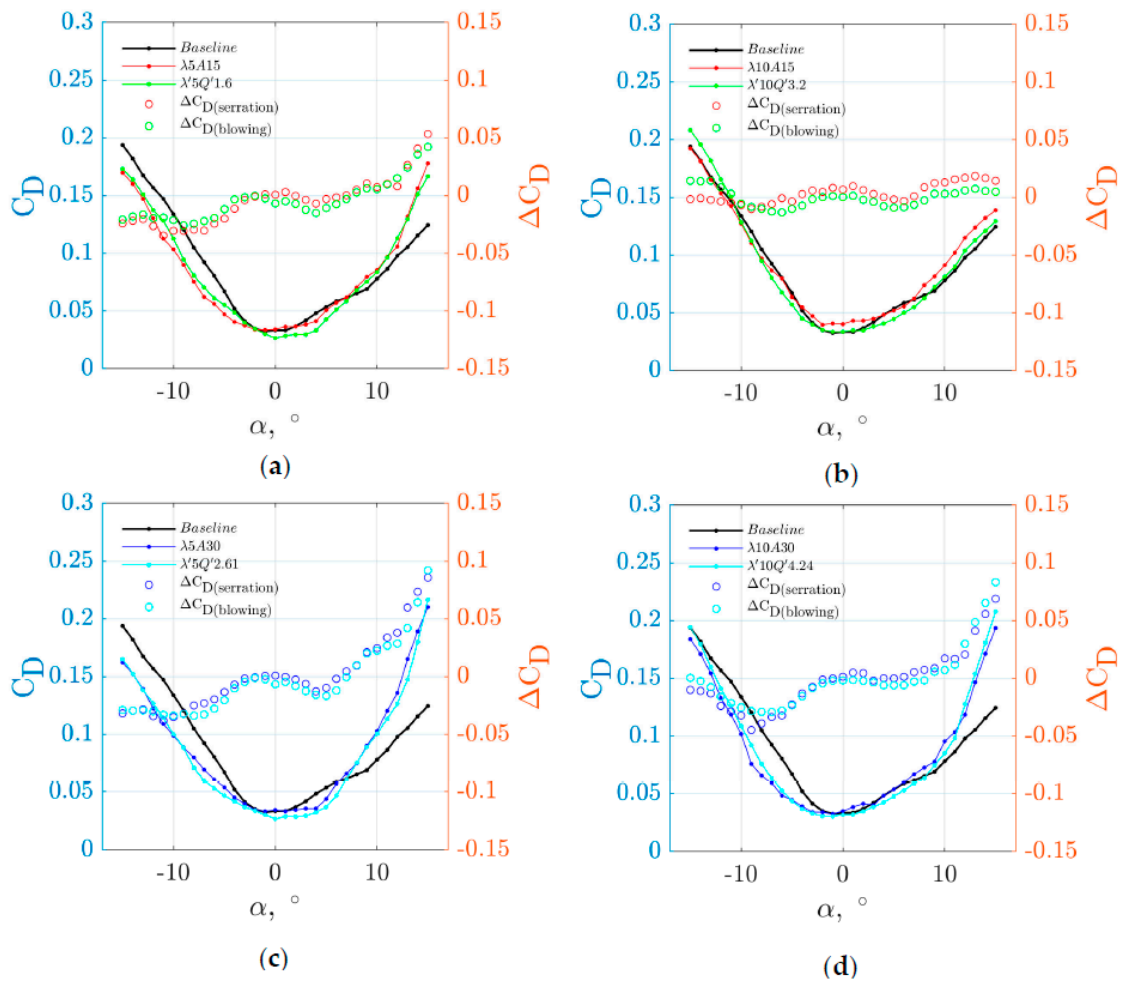 0.3
0.25
0.2
0.15
0.1
0.05
0
C_D
Baseline
λ5A15
λ'5Q'1.6
ΔC_D(serration)
ΔC_D(blowing)
0.15
0.1
0.05
0
-0.05
-0.1
-0.15
ΔC_D
-10 0 10
α, °
(a)
0.3
0.25
0.2
0.15
0.1
0.05
0
C_D
Baseline
λ10A15
λ'10Q'3.2
ΔC_D(serration)
ΔC_D(blowing)
0.15
0.1
0.05
0
-0.05
-0.1
-0.15
ΔC_D
-10 0 10
α, °
(b)
0.3
0.25
0.2
0.15
0.1
0.05
0
C_D
Baseline
λ5A30
λ'5Q'2.61
ΔC_D(serration)
ΔC_D(blowing)
0.15
0.1
0.05
0
-0.05
-0.1
-0.15
ΔC_D
-10 0 10
α, °
(c)
0.3
0.25
0.2
0.15
0.1
0.05
0
C_D
Baseline
λ10A30
λ'10Q'4.24
ΔC_D(serration)
ΔC_D(blowing)
0.15
0.1
0.05
0
-0.05
-0.1
-0.15
ΔC_D
-10 0 10
α, °
(d)